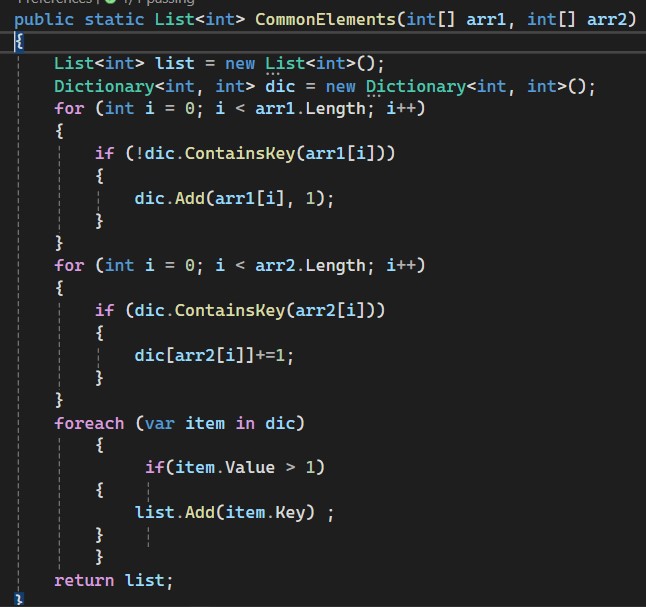 Preferences | 1/1 passing
public static List<int> CommonElements(int[] arr1, int[] arr2)
{
List<int> list = new List<int>();
Dictionary<int, int> dic = new Dictionary<int, int>();
for (int i = 0; i < arr1.Length; i++)
{
if (!dic.ContainsKey(arr1[i]))
{
dic.Add(arr1[i], 1);
}
}
for (int i = 0; i < arr2.Length; i++)
{
if (dic.ContainsKey(arr2[i]))
{
dic[arr2[i]]+=1;
}
}
foreach (var item in dic)
{
if(item.Value > 1)
{
list.Add(item.Key) ;
}
}
return list;
}